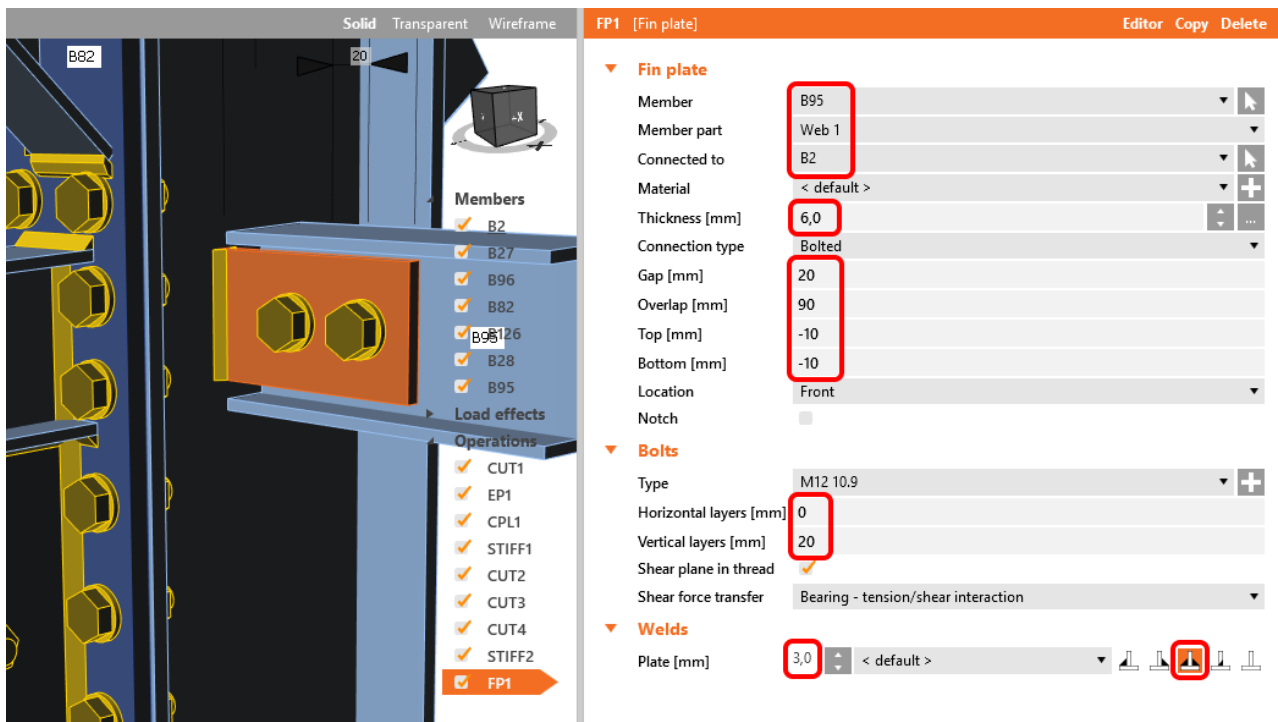 Solid Transparent Wireframe
B82
20
-X
Members
B2
B27
B96
B82
B126
B95
B28
B95
Load effects
Operations
CUT1
EP1
CPL1
STIFF1
CUT2
CUT3
CUT4
STIFF2
FP1
FP1 [Fin plate] Editor Copy Delete
Fin plate
Member B95
Member part Web 1
Connected to B2
Material < default >
Thickness [mm] 6,0 ...
Connection type Bolted
Gap [mm] 20
Overlap [mm] 90
Top [mm] -10
Bottom [mm] -10
Location Front
Notch
Bolts
Type M12 10.9
Horizontal layers [mm] 0
Vertical layers [mm] 20
Shear plane in thread
Shear force transfer Bearing - tension/shear interaction
Welds
Plate [mm] 3,0 < default >